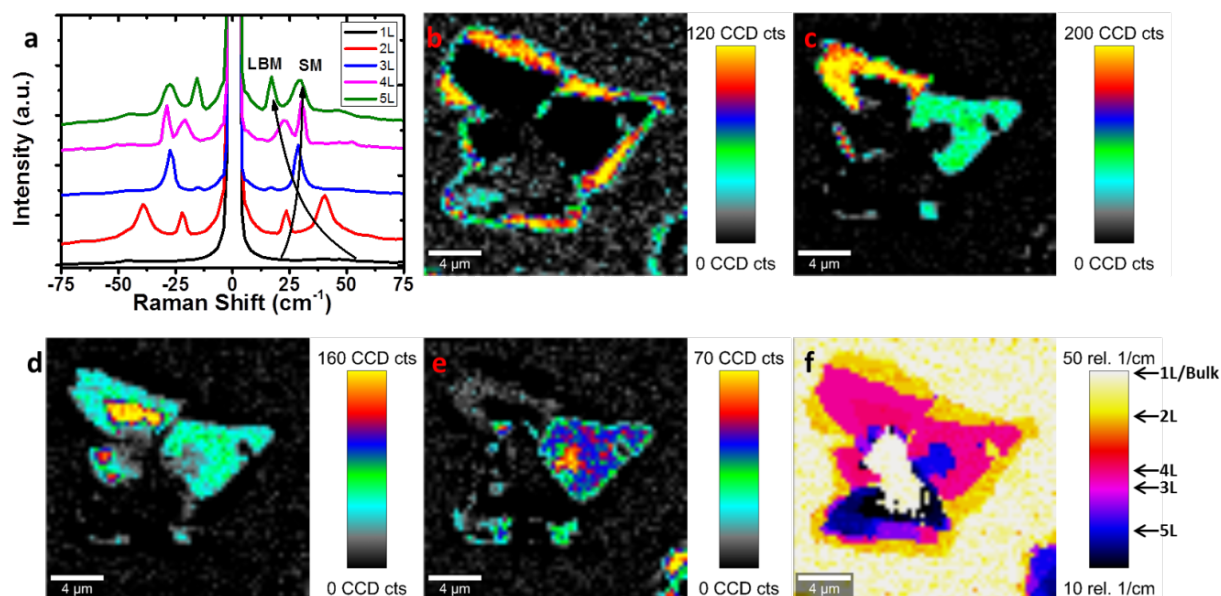 a
Intensity (a.u.)
LBM
SM
1L
2L
3L
4L
5L
-75 -50 -25 0 25 50 75
Raman Shift (cm-1)
b
120 CCD cts
0 CCD cts
4 μm
c
200 CCD cts
0 CCD cts
4 μm
d
160 CCD cts
0 CCD cts
4 μm
e
70 CCD cts
0 CCD cts
4 μm
f
50 rel. 1/cm
1L/Bulk
2L
4L
3L
5L
10 rel. 1/cm
4 μm